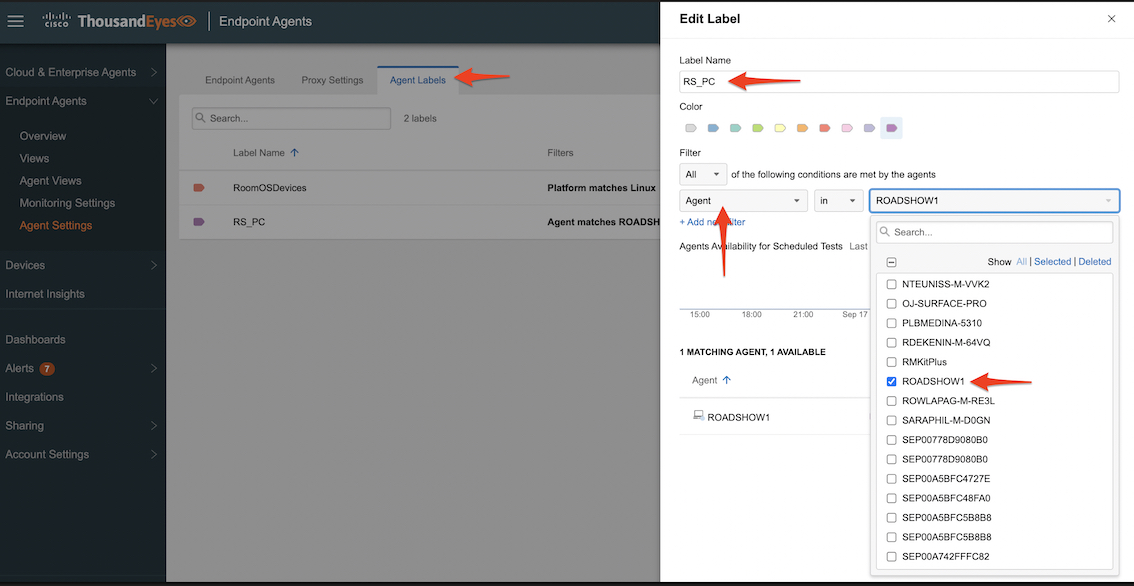 cisco ThousandEyes Endpoint Agents
Cloud & Enterprise Agents
Endpoint Agents
Overview
Views
Agent Views
Monitoring Settings
Agent Settings
Devices
Internet Insights
Dashboards
Alerts 7
Integrations
Sharing
Account Settings
Endpoint Agents Proxy Settings Agent Labels
Search... 2 labels
Label Name Filters
RoomOSDevices Platform matches Linux
RS_PC Agent matches ROADSH
Edit Label
Label Name
RS_PC
Color
Filter
All of the following conditions are met by the agents
Agent in ROADSHOW1
+ Add new Filter
Agents Availability for Scheduled Tests Last
15:00 18:00 21:00 Sep 17
1 MATCHING AGENT, 1 AVAILABLE
Agent
ROADSHOW1
Search...
Show All | Selected | Deleted
NTEUNISS-M-VVK2
OJ-SURFACE-PRO
PLBMEDINA-5310
RDEKENIN-M-64VQ
RMKitPlus
ROADSHOW1
ROWLAPAG-M-RE3L
SARAPHIL-M-D0GN
SEP00778D9080B0
SEP00778D9080B0
SEP00A5BFC4727E
SEP00A5BFC48FA0
SEP00A5BFC5B8B8
SEP00A5BFC5B8B8
SEP00A742FFFC82